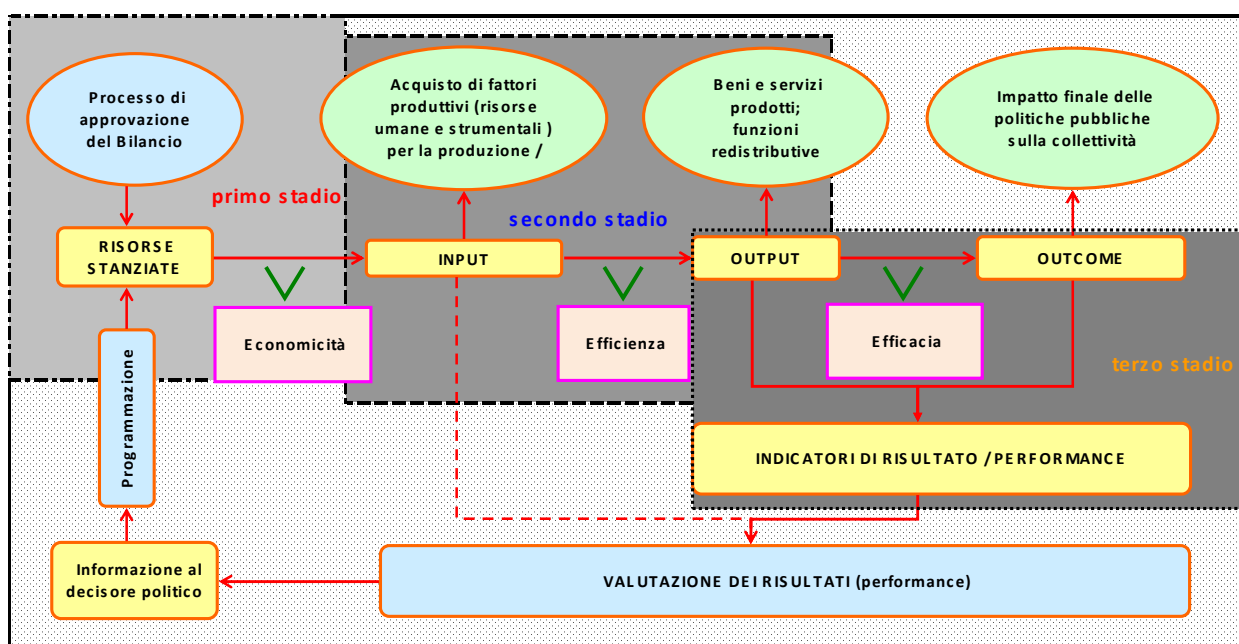 Processo di
approvazione
del Bilancio
Acquisto di fattori
produttivi (risorse
umane e strumentali )
per la produzione /
Beni e servizi
prodotti;
funzioni
redistributive
Impatto finale delle
politiche pubbliche
sulla collettività
primo stadio
secondo stadio
RISORSE
STANZIATE
INPUT
OUTPUT
OUTCOME
Economicità
Efficienza
Efficacia
terzo stadio
Programmazione
INDICATORI DI RISULTATO / PERFORMANCE
Informazione al
decisore politico
VALUTAZIONE DEI RISULTATI (performance)